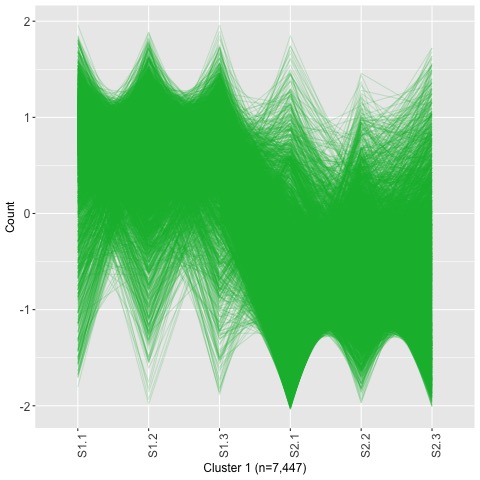 2
1
0
-1
-2
Count
S1.1
S1.2
S1.3
S2.1
S2.2
S2.3
Cluster 1 (n=7,447)